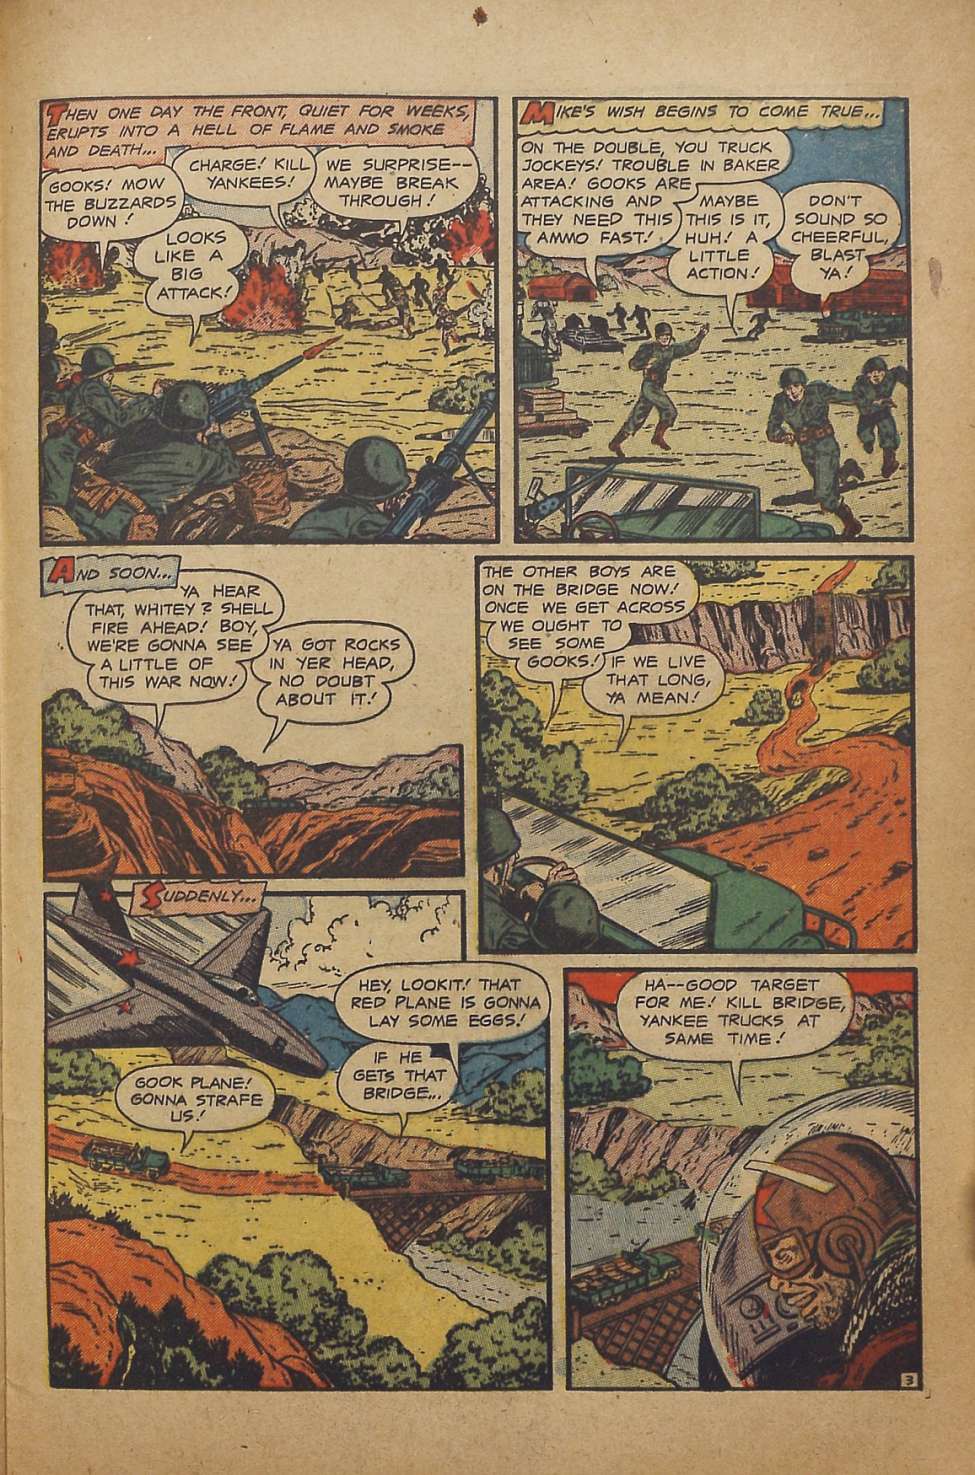 THEN ONE DAY THE FRONT, QUIET FOR WEEKS,
ERUPTS INTO A HELL OF FLAME AND SMOKE
AND DEATH...
GOOKS! MOW
THE BUZZARDS
DOWN!
CHARGE! KILL
YANKEES!
WE SURPRISE--
MAYBE BREAK
THROUGH!
LOOKS
LIKE A
BIG
ATTACK!
MIKE'S WISH BEGINS TO COME TRUE...
ON THE DOUBLE, YOU TRUCK
JOCKEYS! TROUBLE IN BAKER
AREA! GOOKS ARE
ATTACKING AND
THEY NEED THIS
AMMO FAST!
MAYBE
THIS IS IT,
HUH! A
LITTLE
ACTION!
DON'T
SOUND SO
CHEERFUL,
BLAST
YA!
AND SOON...
YA HEAR
THAT, WHITEY? SHELL
FIRE AHEAD! BOY,
WE'RE GONNA SEE
A LITTLE OF
THIS WAR NOW!
YA GOT ROCKS
IN YER HEAD,
NO DOUBT
ABOUT IT!
THE OTHER BOYS ARE
ON THE BRIDGE NOW!
ONCE WE GET ACROSS
WE OUGHT TO
SEE SOME
GOOKS!
IF WE LIVE
THAT LONG,
YA MEAN!
SUDDENLY...
HEY, LOOKIT! THAT
RED PLANE IS GONNA
LAY SOME EGGS!
GOOK PLANE!
GONNA STRAFE
US!
IF HE
GETS THAT
BRIDGE...
HA--GOOD TARGET
FOR ME! KILL BRIDGE,
YANKEE TRUCKS AT
SAME TIME!
3